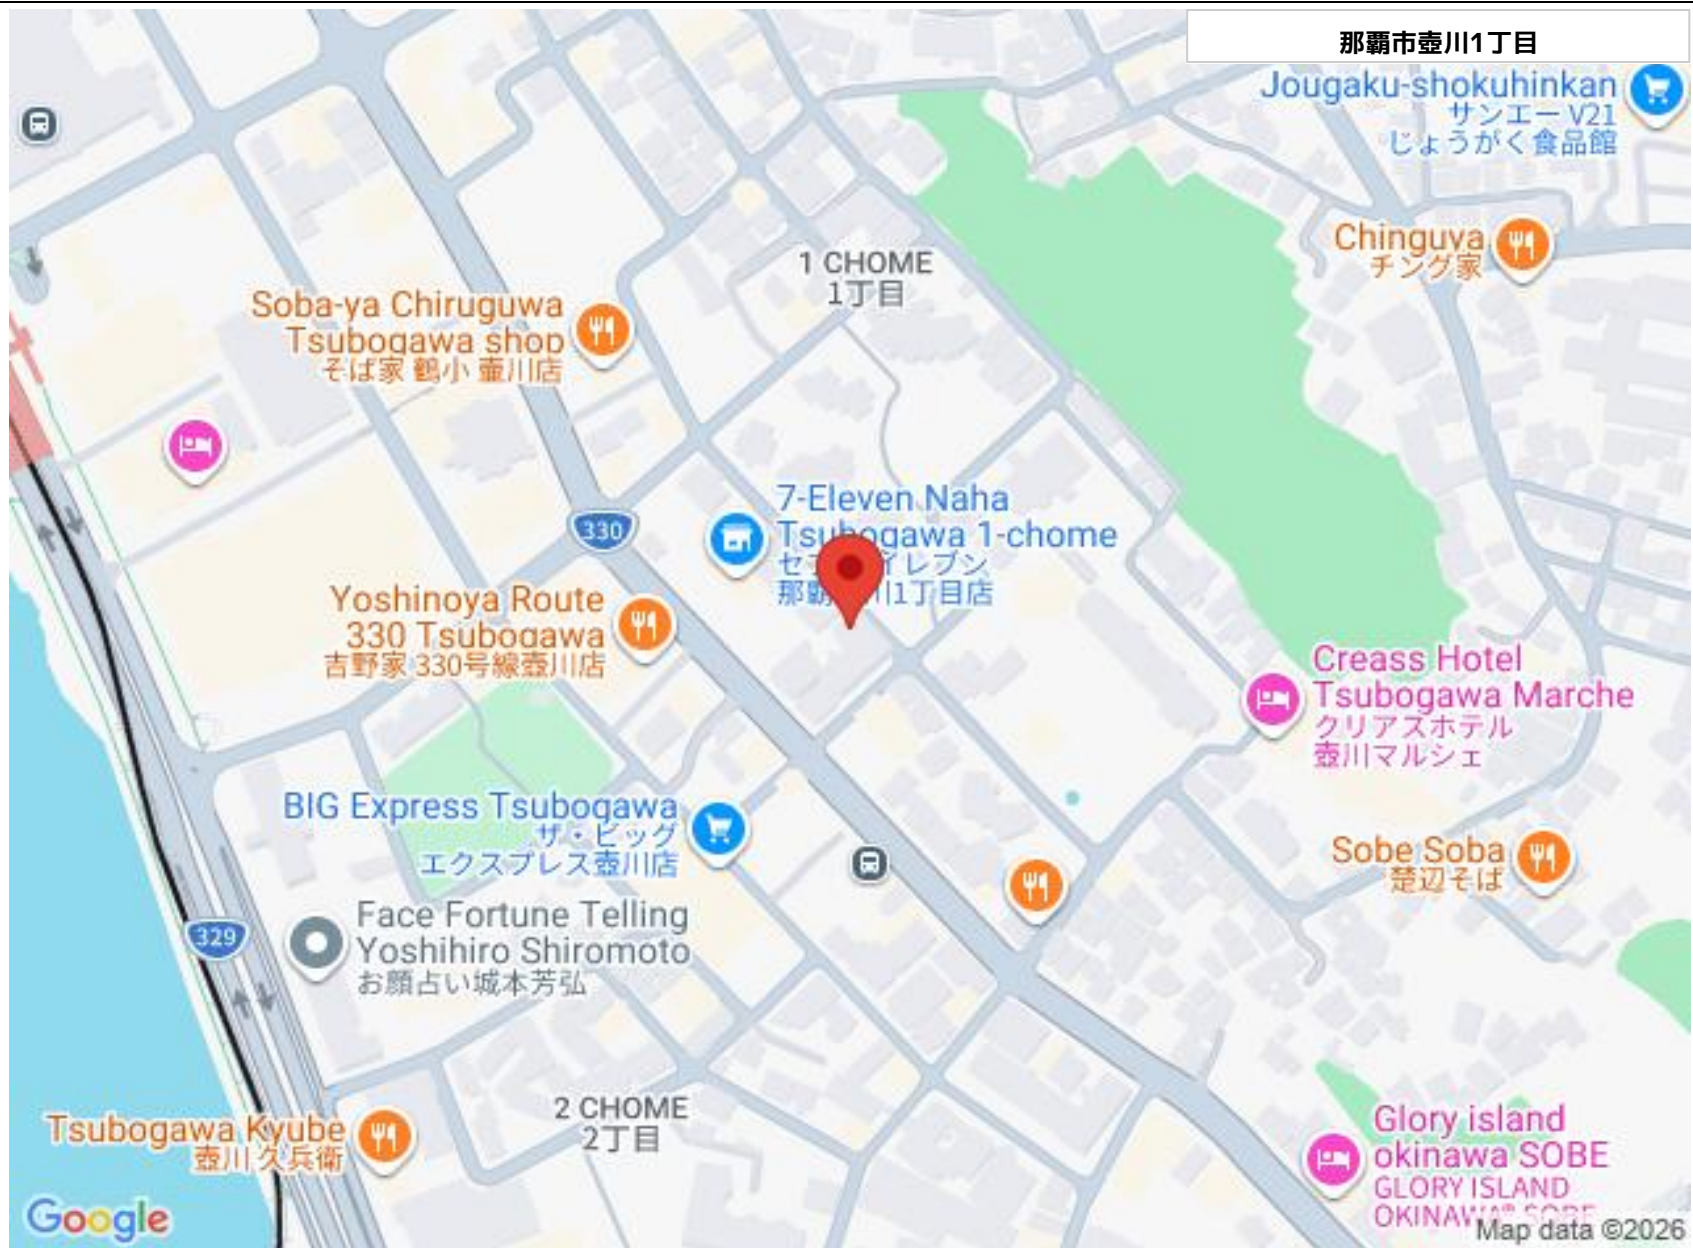 那覇市壺川1丁目
Jougaku-shokuhinkan
サンエー V21
じょうがく食品館
Chinguya
チング家
1 CHOME
1丁目
Soba-ya Chiruguwa
Tsubogawa shop
そば家 鶴小 壷川店
7-Eleven Naha
Tsubogawa 1-chome
イレブン
1丁目店
330
Yoshinoya Route
330 Tsubogawa
吉野家 330号線壺川店
Creass Hotel
Tsubogawa Marche
クリアスホテル
壺川マルシェ
BIG Express Tsubogawa
ザ・ビッグ
エクスプレス壺川店
Sobe Soba
楚辺そば
Face Fortune Telling
Yoshihiro Shiromoto
お顔占い城本芳弘
329
2 CHOME
2丁目
Tsubogawa Kyube
壺川 久兵衛
Glory island
okinawa SOBE
GLORY ISLAND
OKINAWA® SOBE
Google
Map data ©2026